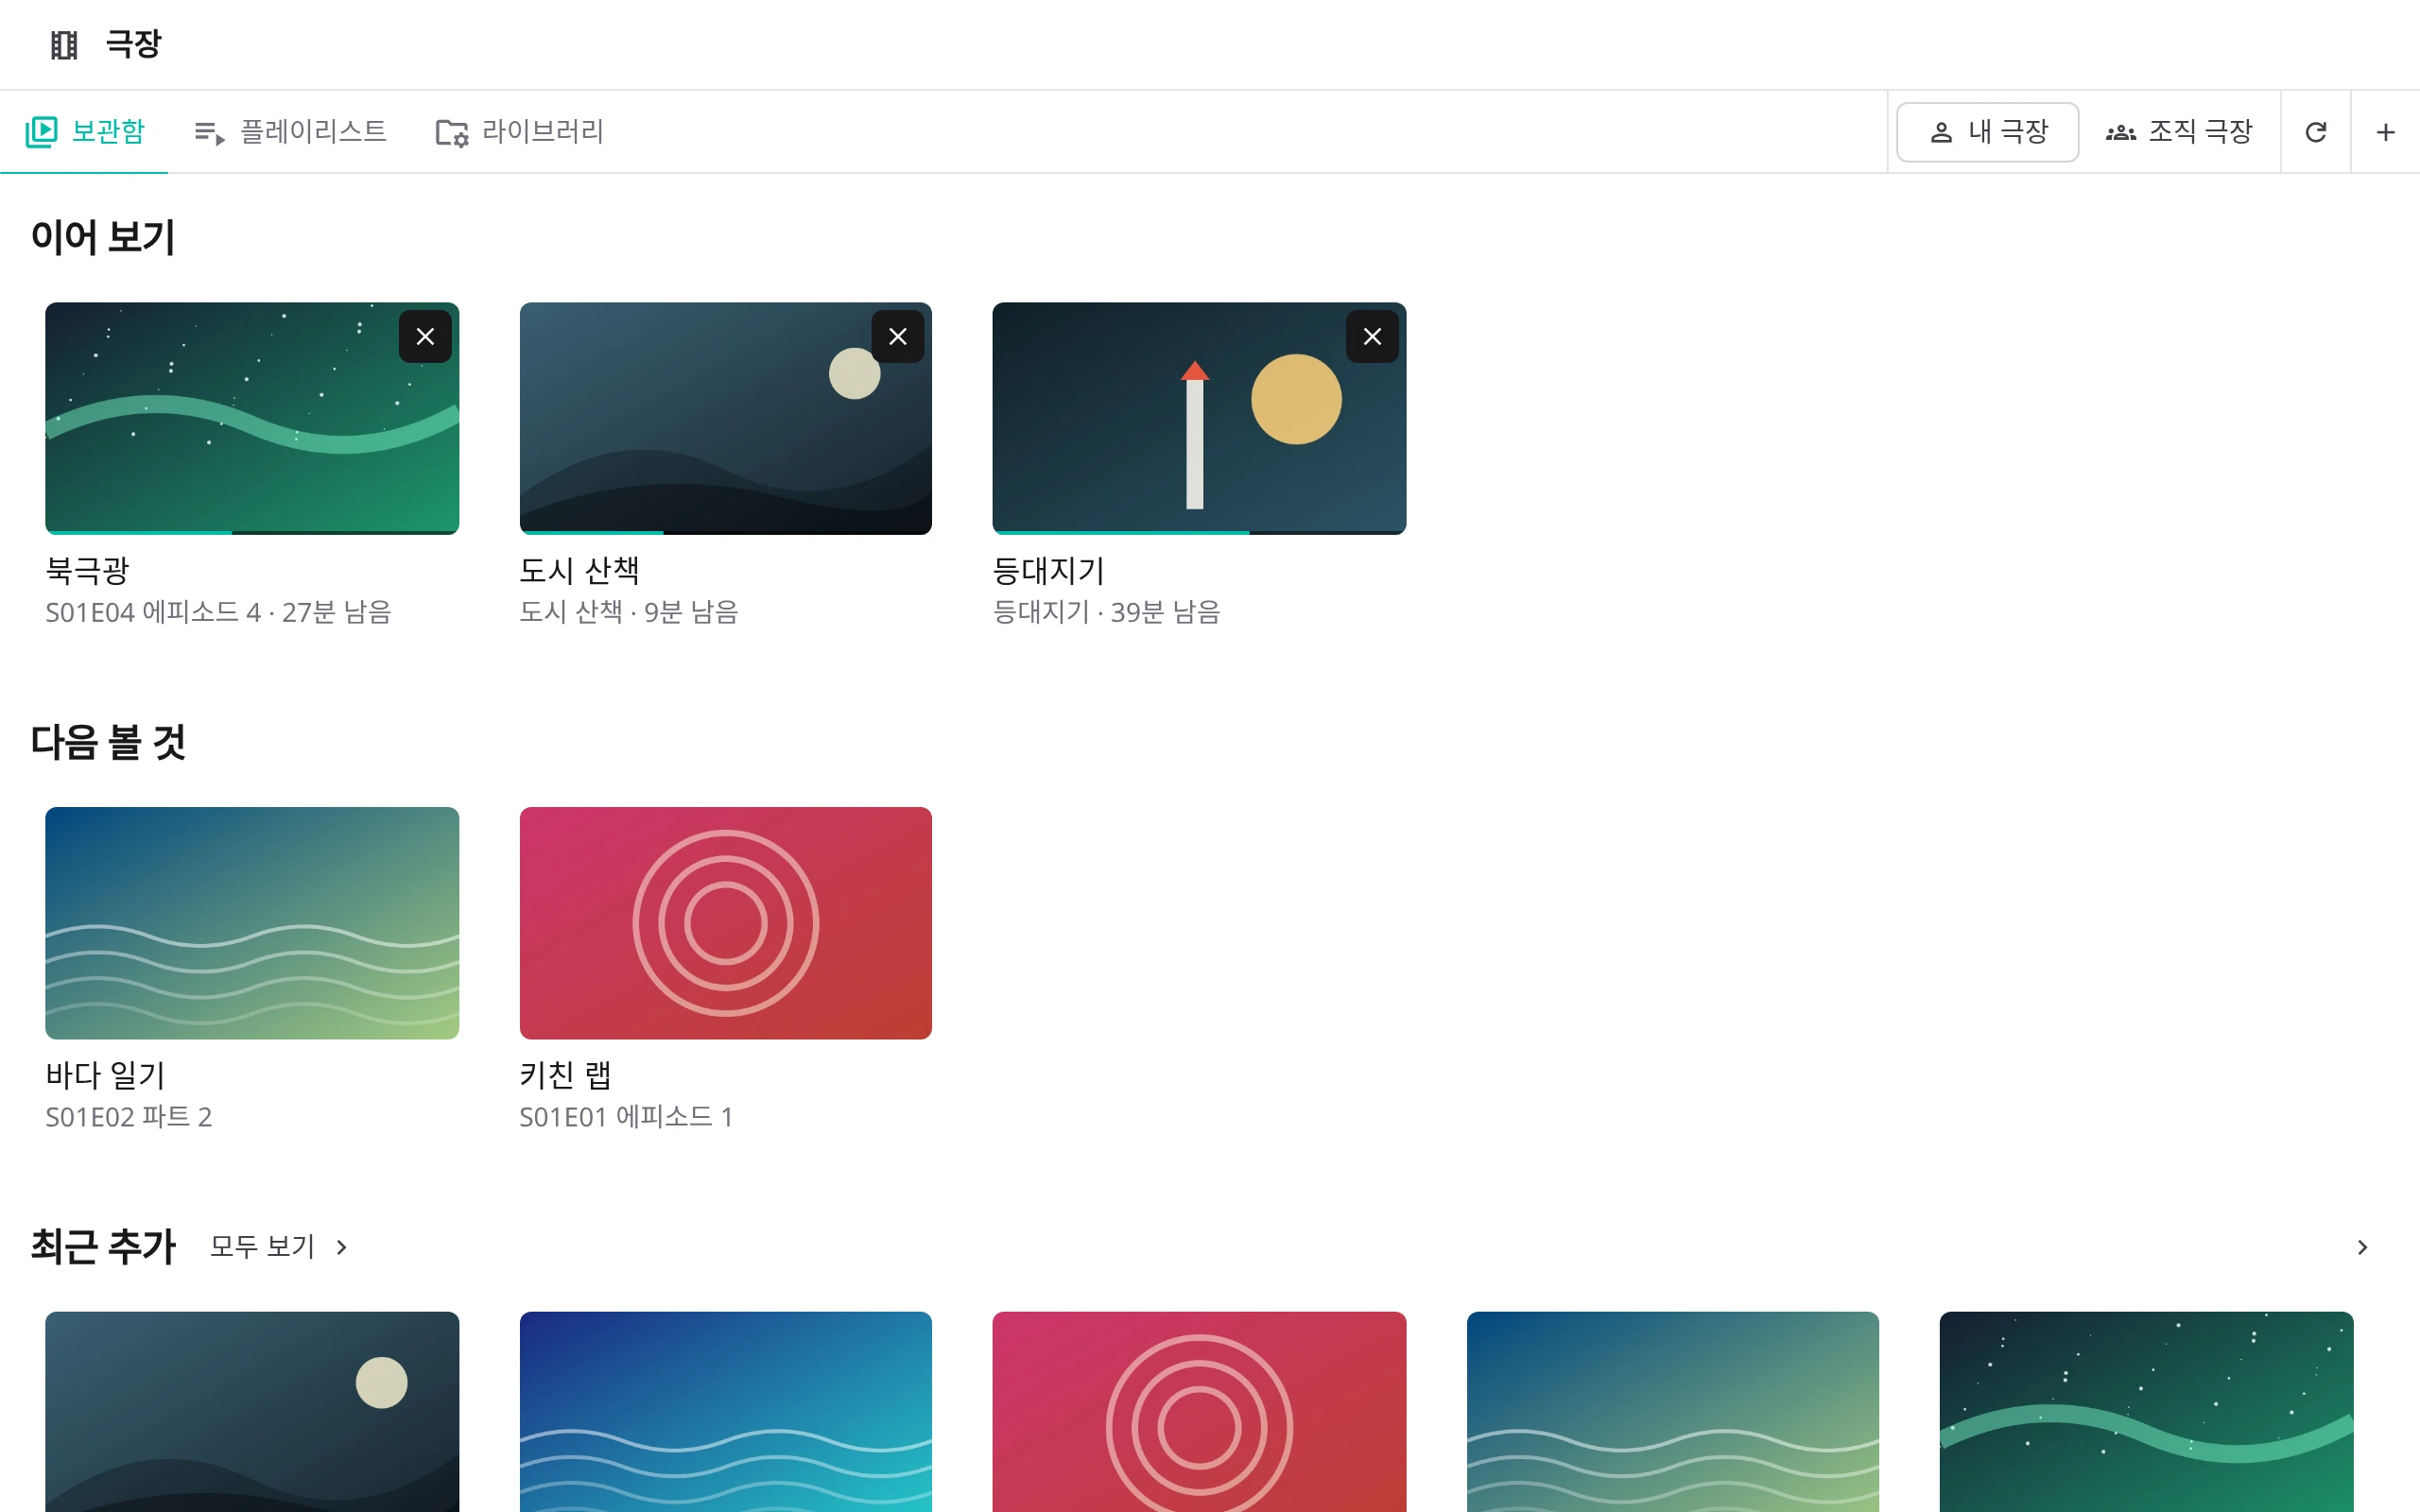 극장
보관함
플레이리스트
라이브러리
내 극장
조직 극장
이어 보기
북극광
S01E04 에피소드 4 · 27분 남음
도시 산책
도시 산책 · 9분 남음
등대지기
등대지기 · 39분 남음
다음 볼 것
바다 일기
S01E02 파트 2
키친 랩
S01E01 에피소드 1
최근 추가
모두 보기